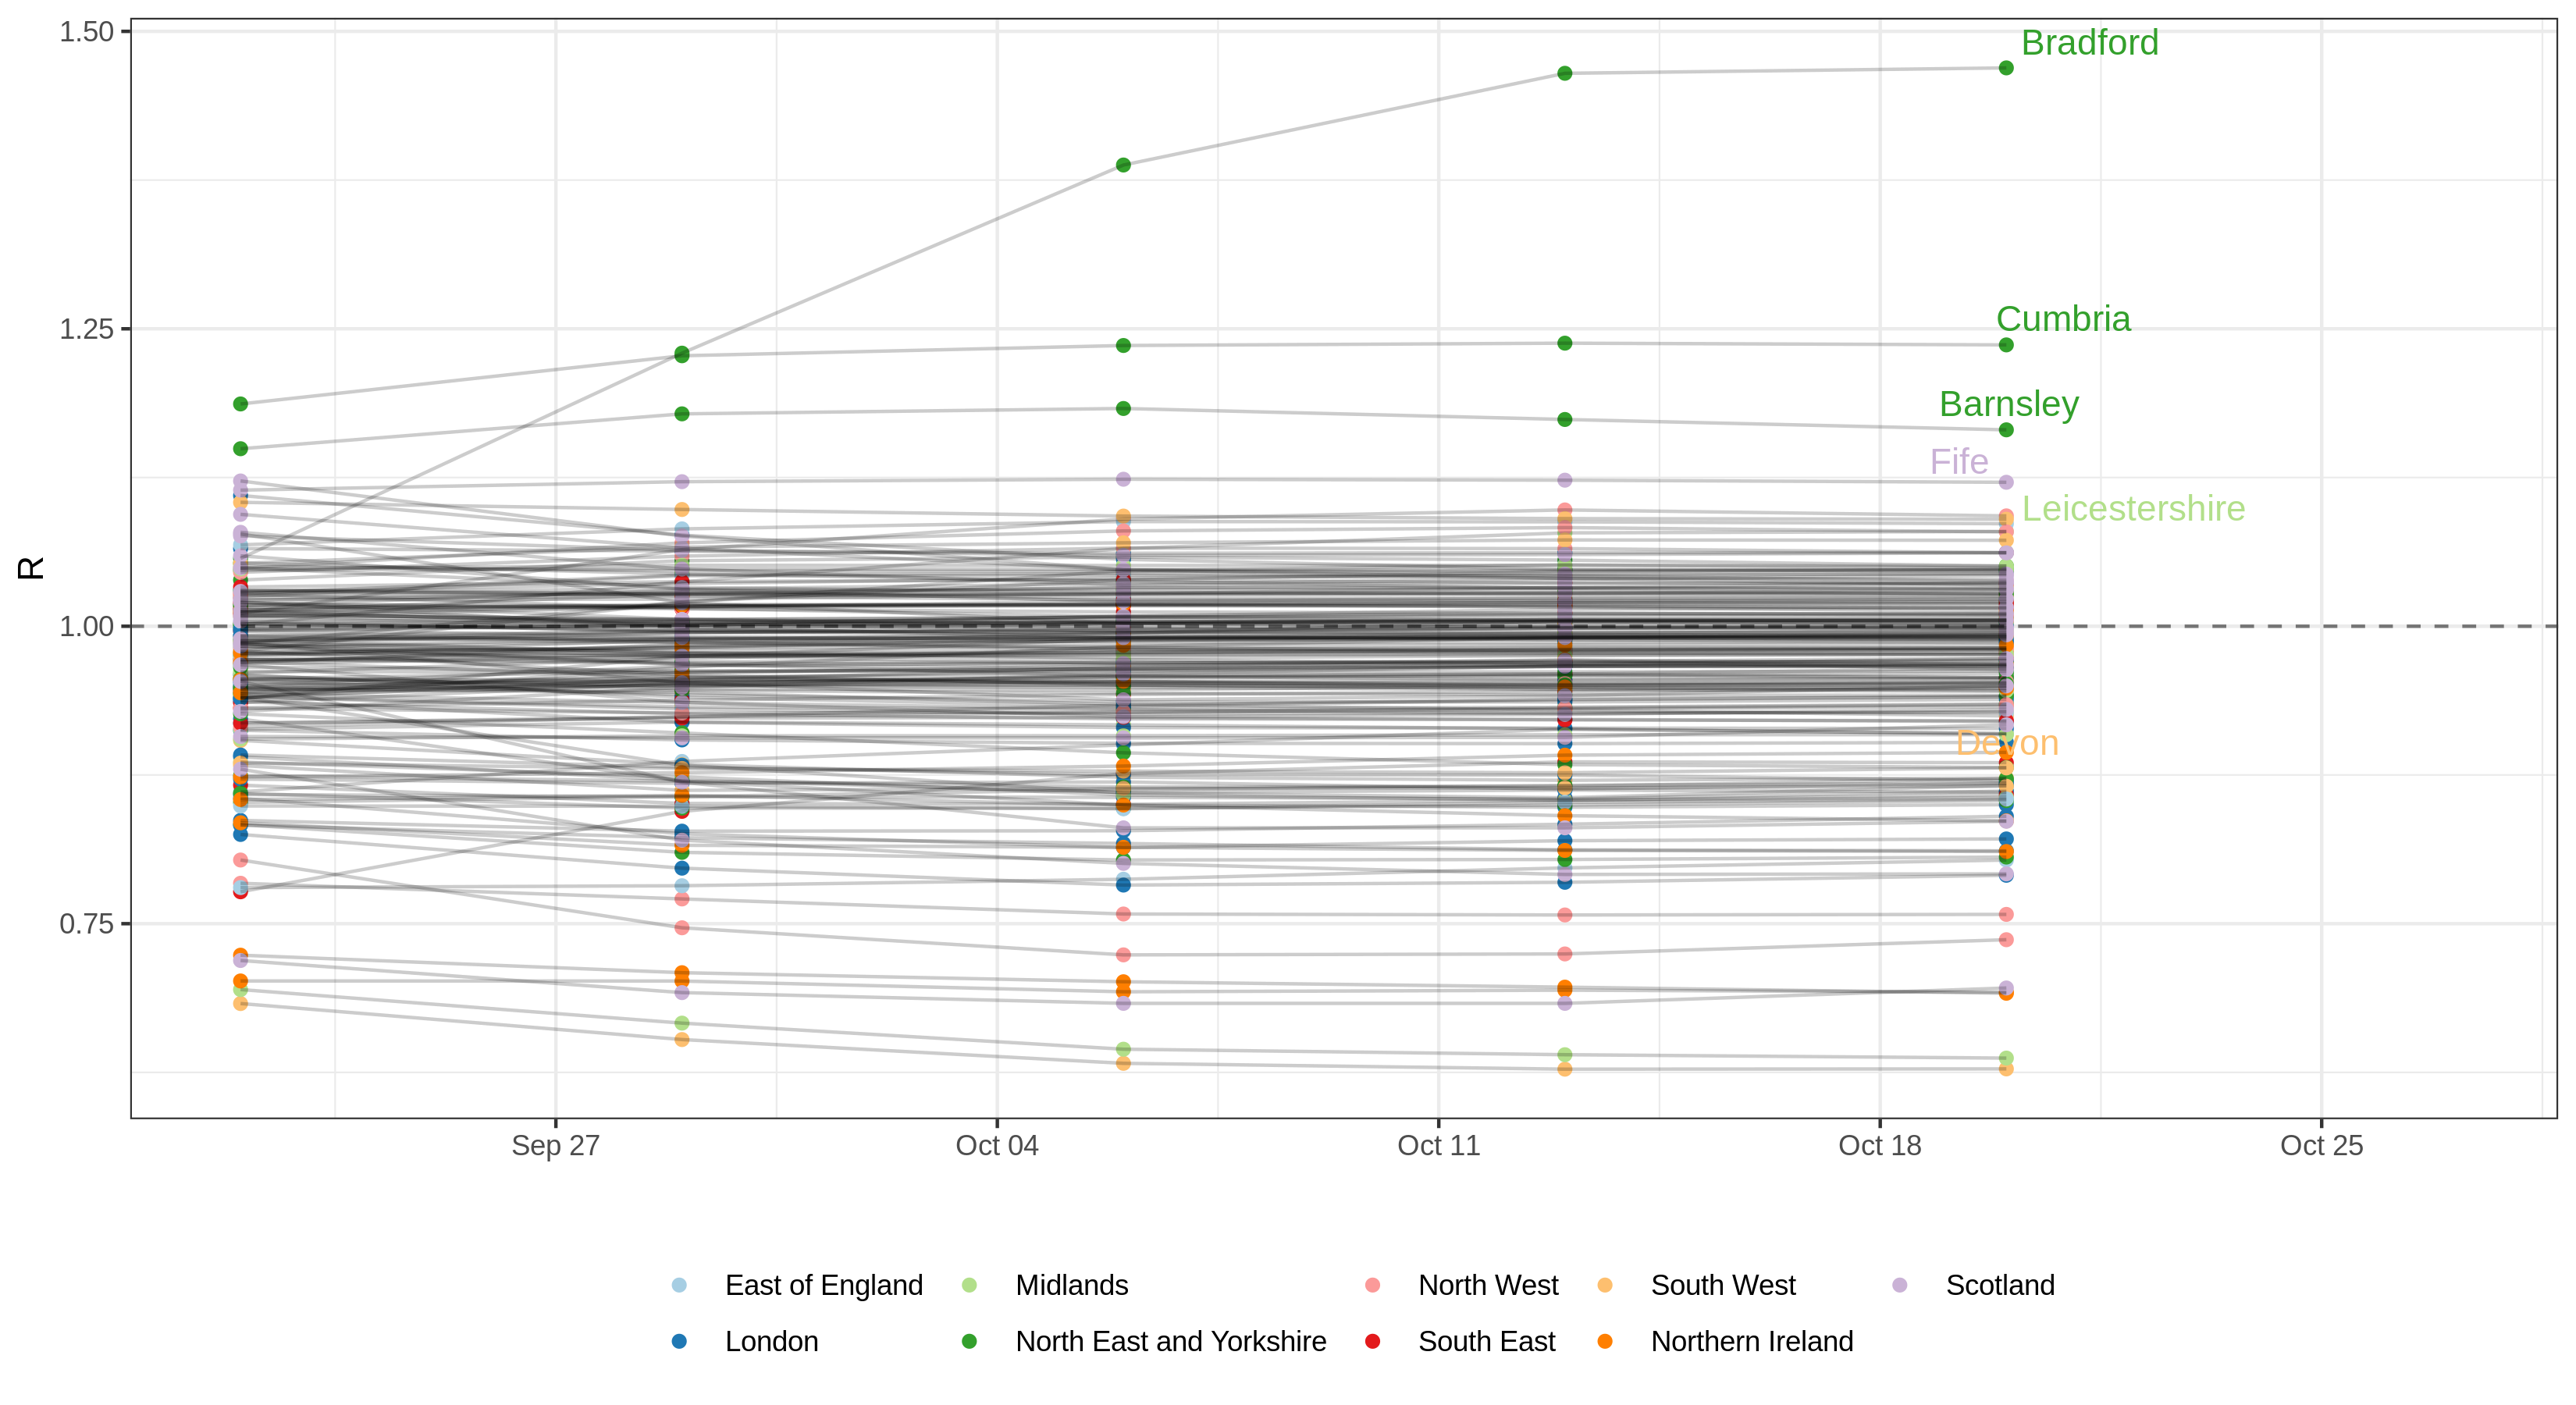 1.50
Bradford
1.25
Cumbria
Barnsley
Fife
Leicestershire
R
1.00
Devon
0.75
Sep 27 Oct 04 Oct 11 Oct 18 Oct 25
East of England Midlands North West South West Scotland
London North East and Yorkshire South East Northern Ireland